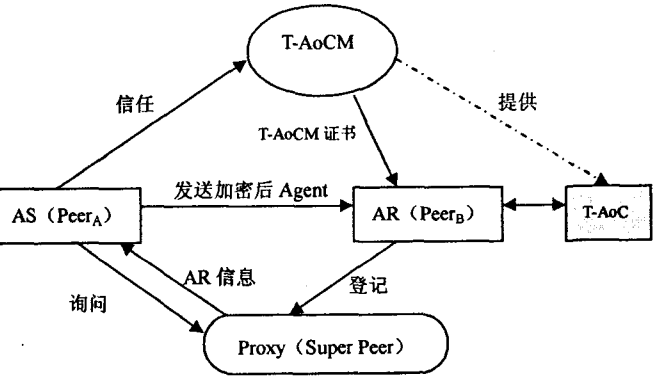 T-AoCM
信任
提供
T-AoCM 证书
发送加密后 Agent
AS（PeerA）
AR（PeerB）
T-AoC
AR 信息
登记
询问
Proxy（Super Peer）